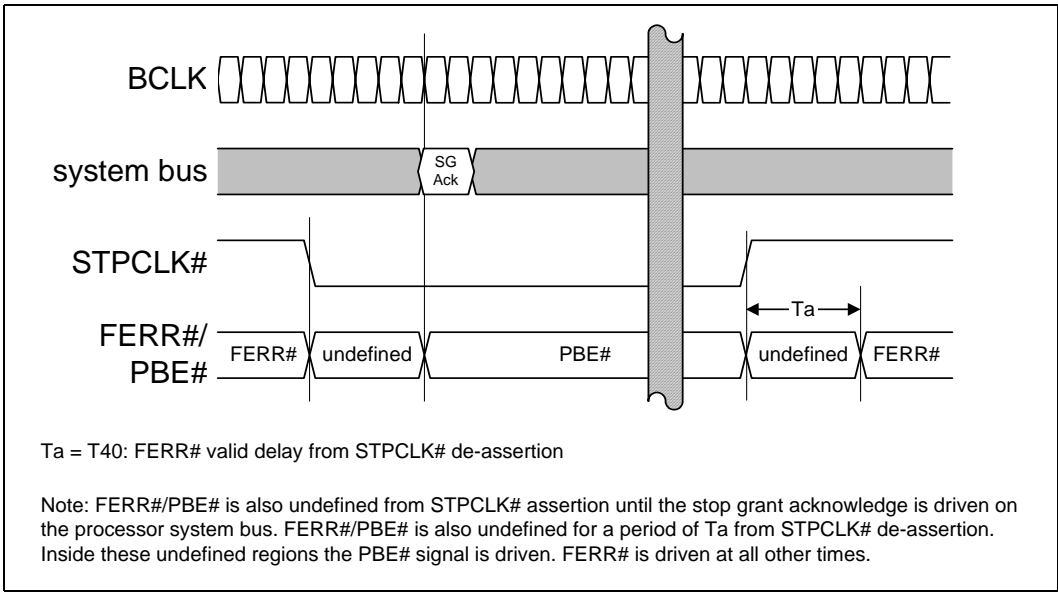 BCLK
system bus
SG
Ack
STPCLK#
Ta
FERR#/
PBE#
FERR#
undefined
PBE#
undefined
FERR#
Ta = T40: FERR# valid delay from STPCLK# de-assertion
Note: FERR#/PBE# is also undefined from STPCLK# assertion until the stop grant acknowledge is driven on
the processor system bus. FERR#/PBE# is also undefined for a period of Ta from STPCLK# de-assertion.
Inside these undefined regions the PBE# signal is driven. FERR# is driven at all other times.